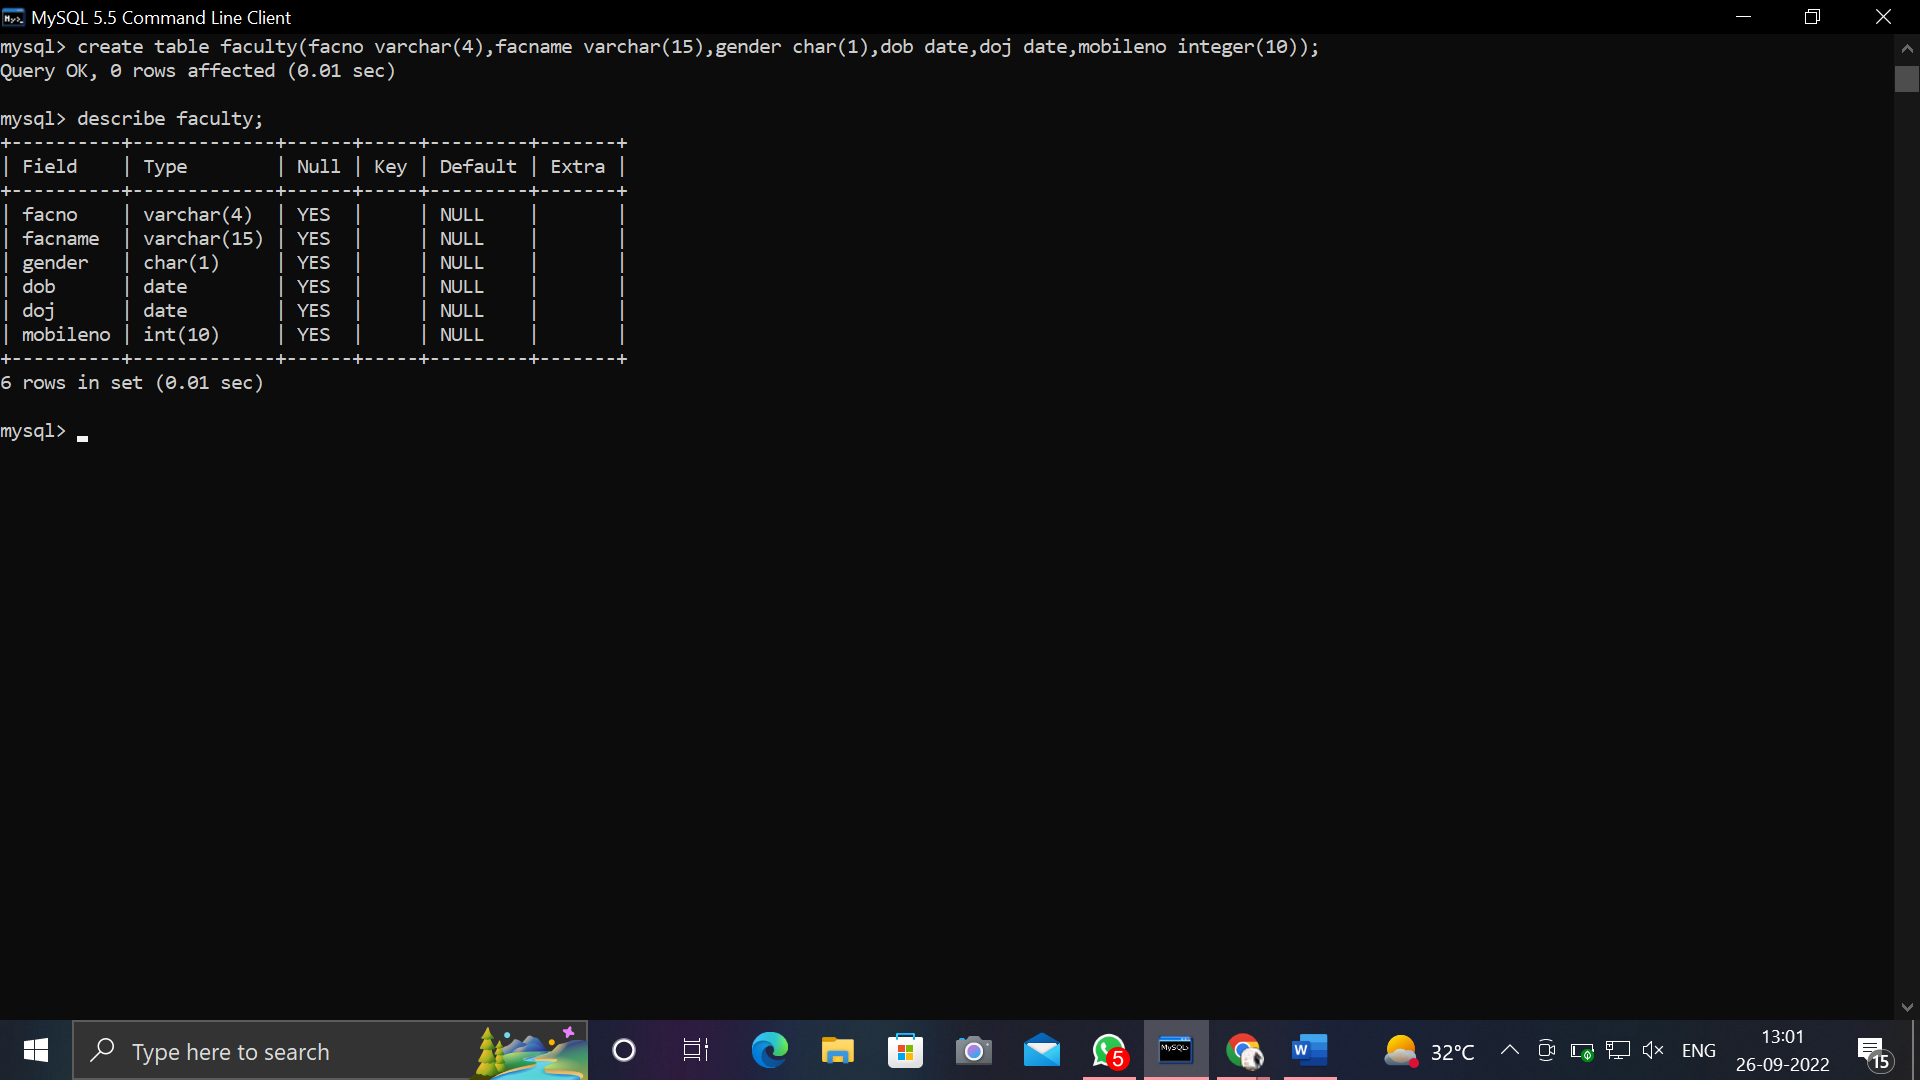 MySQL 5.5 Command Line Client
mysql> create table faculty(facno varchar(4),facname varchar(15),gender char(1),dob date,doj date,mobileno integer(10));
Query OK, 0 rows affected (0.01 sec)
mysql> describe faculty;
+----------+-------------+------+-----+---------+-------+
| Field    | Type        | Null | Key | Default | Extra |
+----------+-------------+------+-----+---------+-------+
| facno    | varchar(4)  | YES  |     | NULL    |       |
| facname  | varchar(15) | YES  |     | NULL    |       |
| gender   | char(1)     | YES  |     | NULL    |       |
| dob      | date        | YES  |     | NULL    |       |
| doj      | date        | YES  |     | NULL    |       |
| mobileno | int(10)     | YES  |     | NULL    |       |
+----------+-------------+------+-----+---------+-------+
6 rows in set (0.01 sec)
mysql>
Type here to search
5
MySQL
W
32°C
ENG
13:01
26-09-2022
15